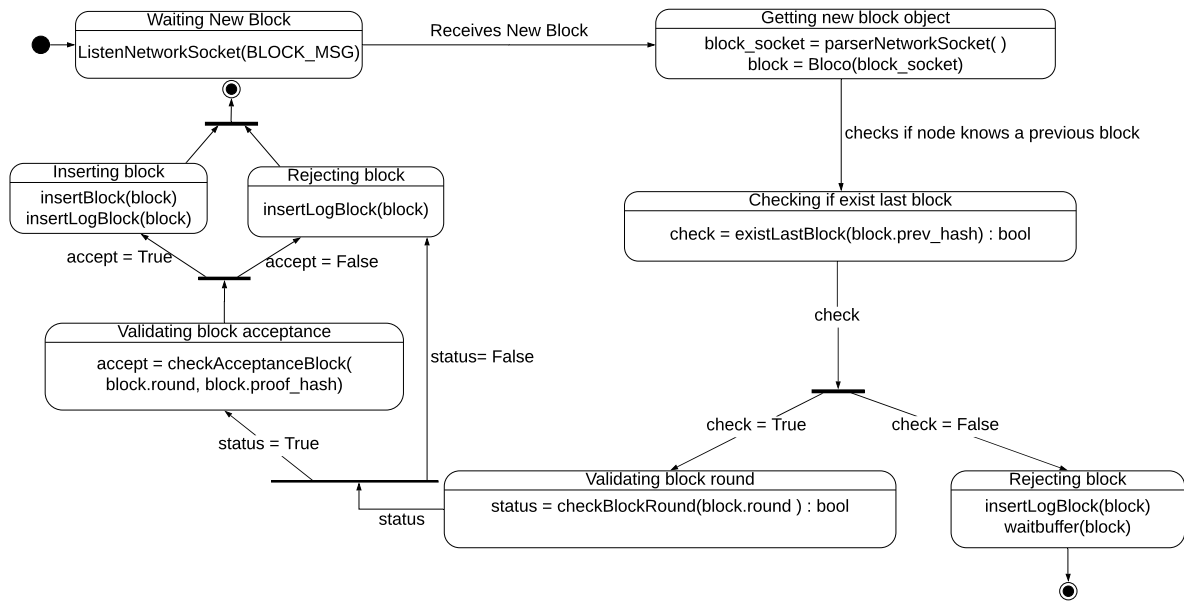 Waiting New Block
ListenNetworkSocket(BLOCK_MSG)
Receives New Block
Getting new block object
block_socket = parserNetworkSocket( )
block = Bloco(block_socket)
checks if node knows a previous block
Checking if exist last block
check = existLastBlock(block.prev_hash) : bool
check
check = True
check = False
Validating block round
status = checkBlockRound(block.round ) : bool
Rejecting block
insertLogBlock(block)
waitbuffer(block)
status
status = True
status= False
Validating block acceptance
accept = checkAcceptanceBlock(
block.round, block.proof_hash)
accept = True
accept = False
Inserting block
insertBlock(block)
insertLogBlock(block)
Rejecting block
insertLogBlock(block)